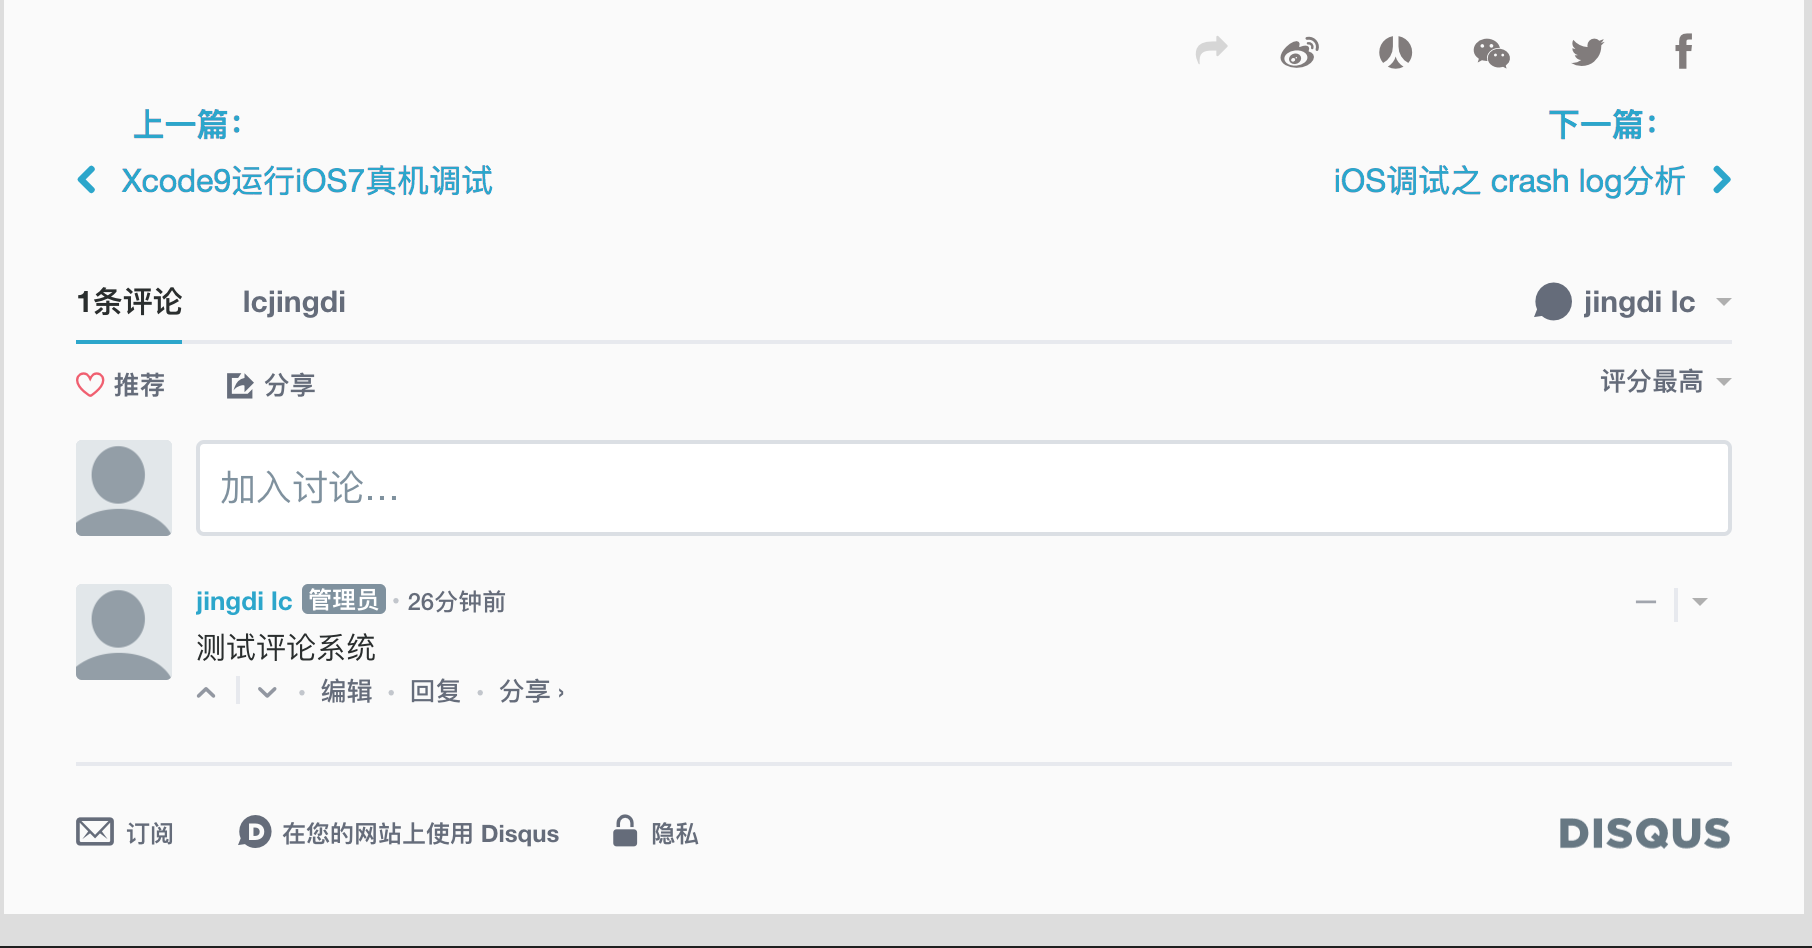 上一篇：
下一篇：
Xcode9运行iOS7真机调试
iOS调试之 crash log分析
1条评论 lcjingdi jingdi lc
推荐 分享 评分最高
加入讨论…
jingdi lc 管理员 • 26分钟前
测试评论系统
• 编辑 • 回复 • 分享 ›
订阅 D 在您的网站上使用 Disqus 隐私 DISQUS